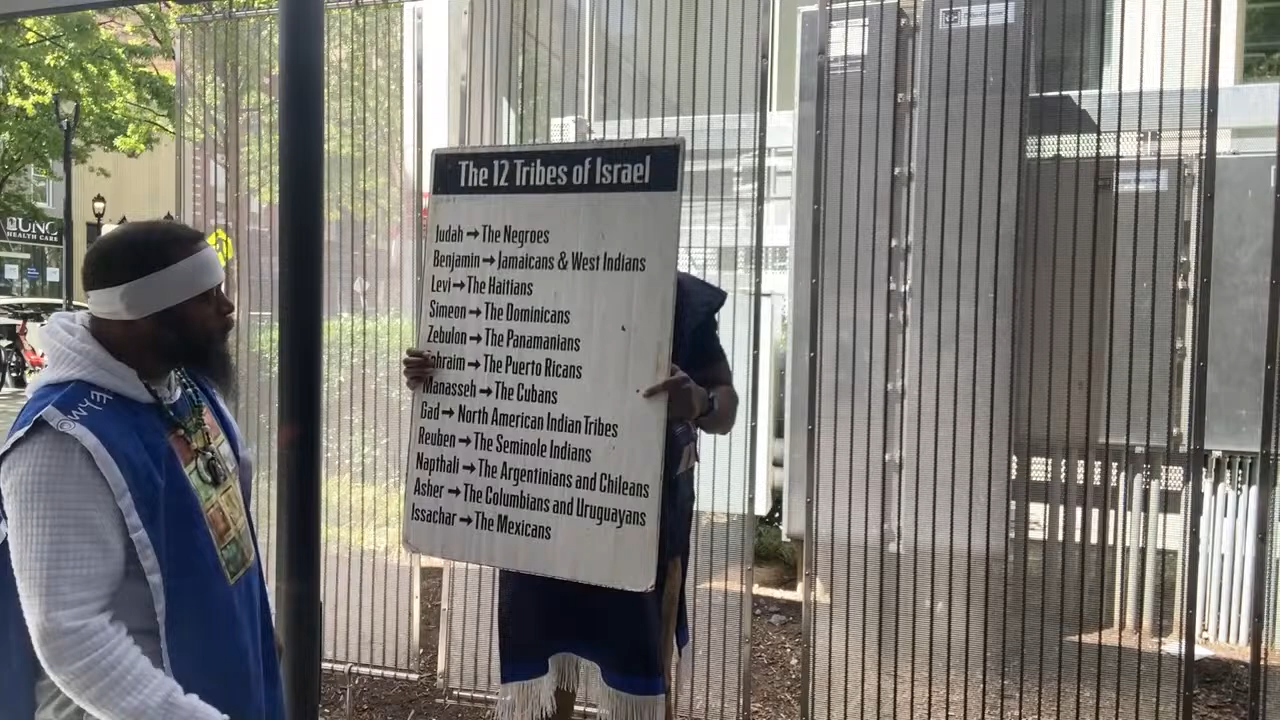 The 12 Tribes of Israel
Judah → The Negroes
Benjamin → Jamaicans & West Indians
Levi → The Haitians
Simeon → The Dominicans
Zebulon → The Panamanians
phraim → The Puerto Ricans
Manasseh → The Cubans
Gad → North American Indian Tribes
Reuben → The Seminole Indians
Napthali → The Argentinians and Chileans
Asher → The Columbians and Uruguayans
Issachar → The Mexicans
UNC
HEALTH CARE